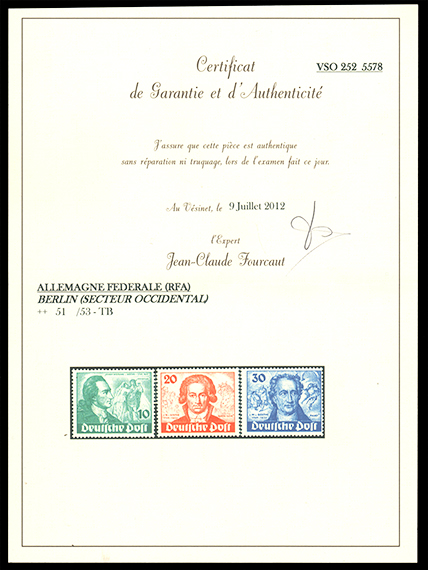 Certificat
VSO 252 5578
de Garantie et d'Authenticité
J'assure que cette pièce est authentique
sans réparation ni truquage, lors de l'examen fait ce jour.
Au Vésinet, le 9 Juillet 2012
l'Expert
Jean-Claude Fourcaut
ALLEMAGNE FEDERALE (RFA)
BERLIN (SECTEUR OCCIDENTAL)
++ 51 /53 - TB
10
Deutsche Post
20
Deutsche Post
30
Deutsche Post